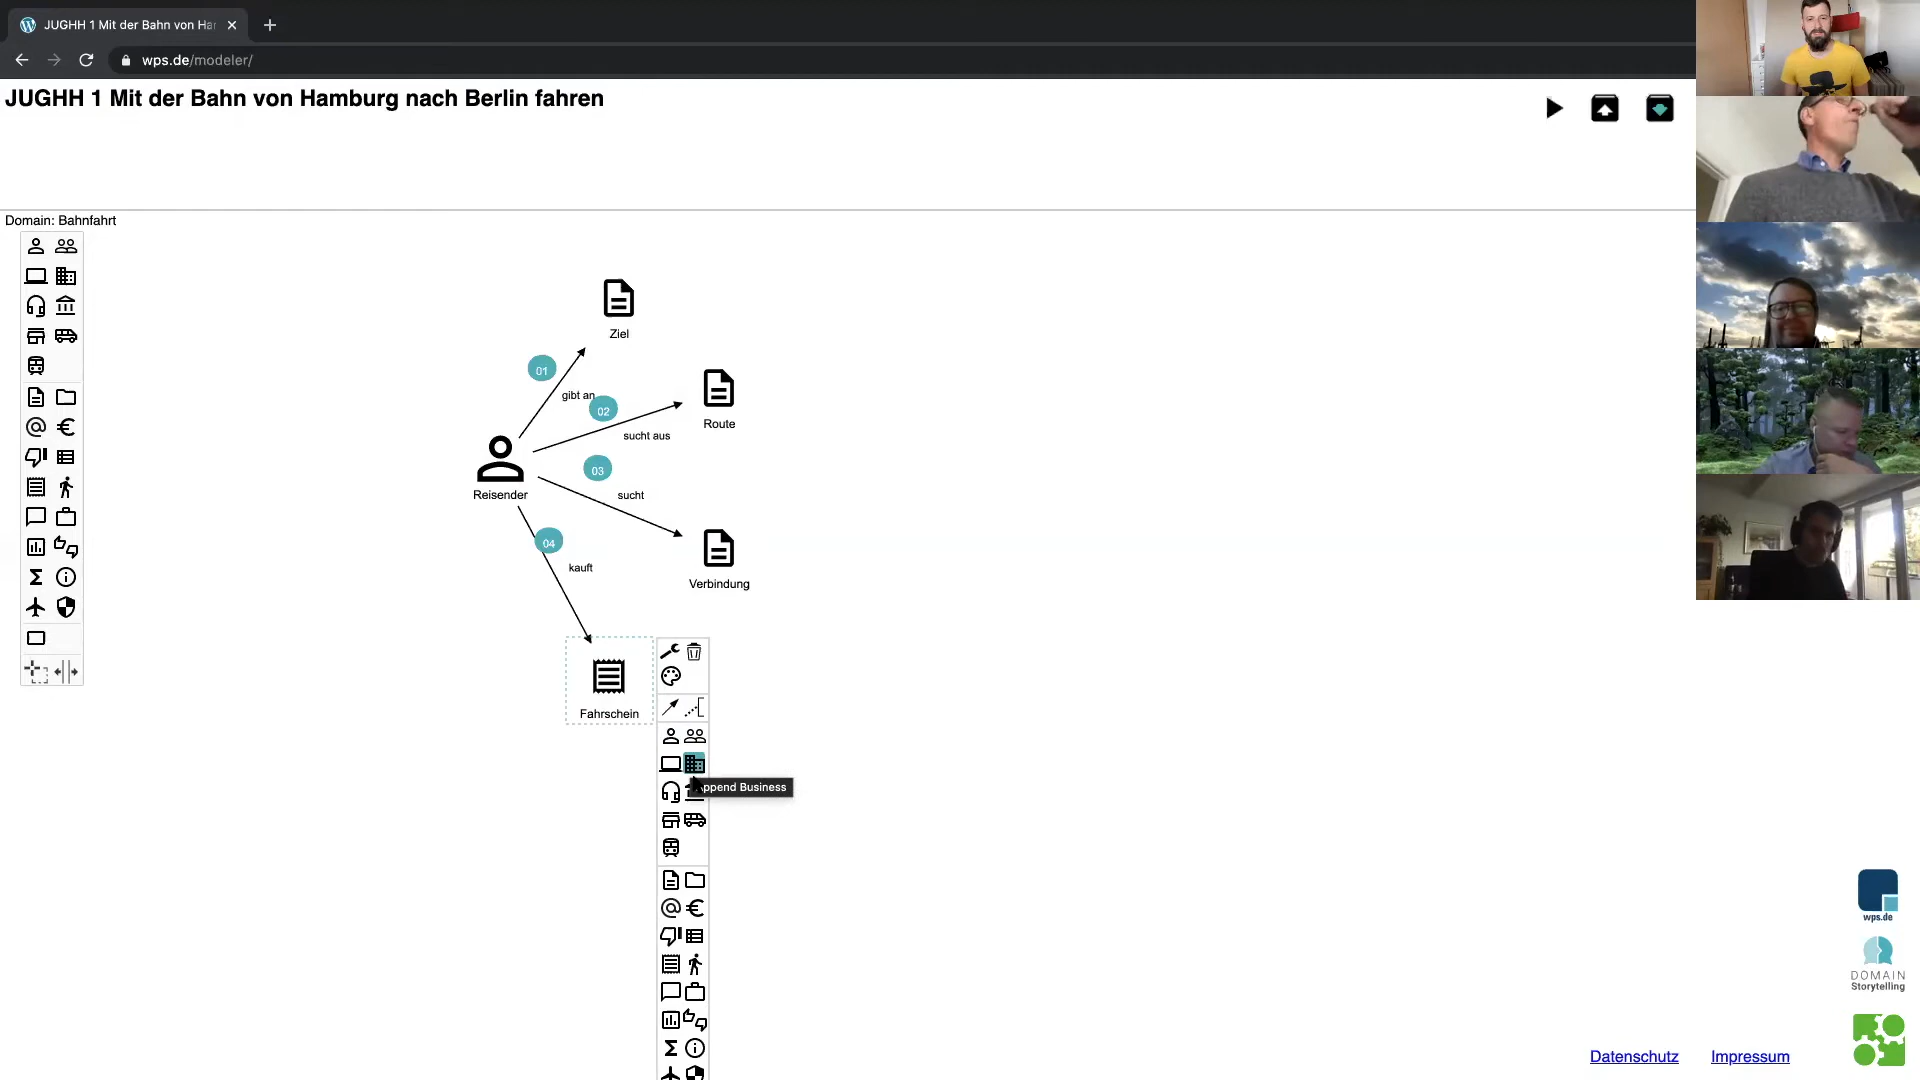 JUGHH 1 Mit der Bahn von Har
wps.de/modeler/
JUGHH 1 Mit der Bahn von Hamburg nach Berlin fahren
Domain: Bahnfahrt
Ziel
01
gibt an
02
sucht aus
Route
Reisender
03
sucht
Verbindung
04
kauft
Fahrschein
ppend Business
wps.de
DOMAIN
Storytelling
Datenschutz
Impressum